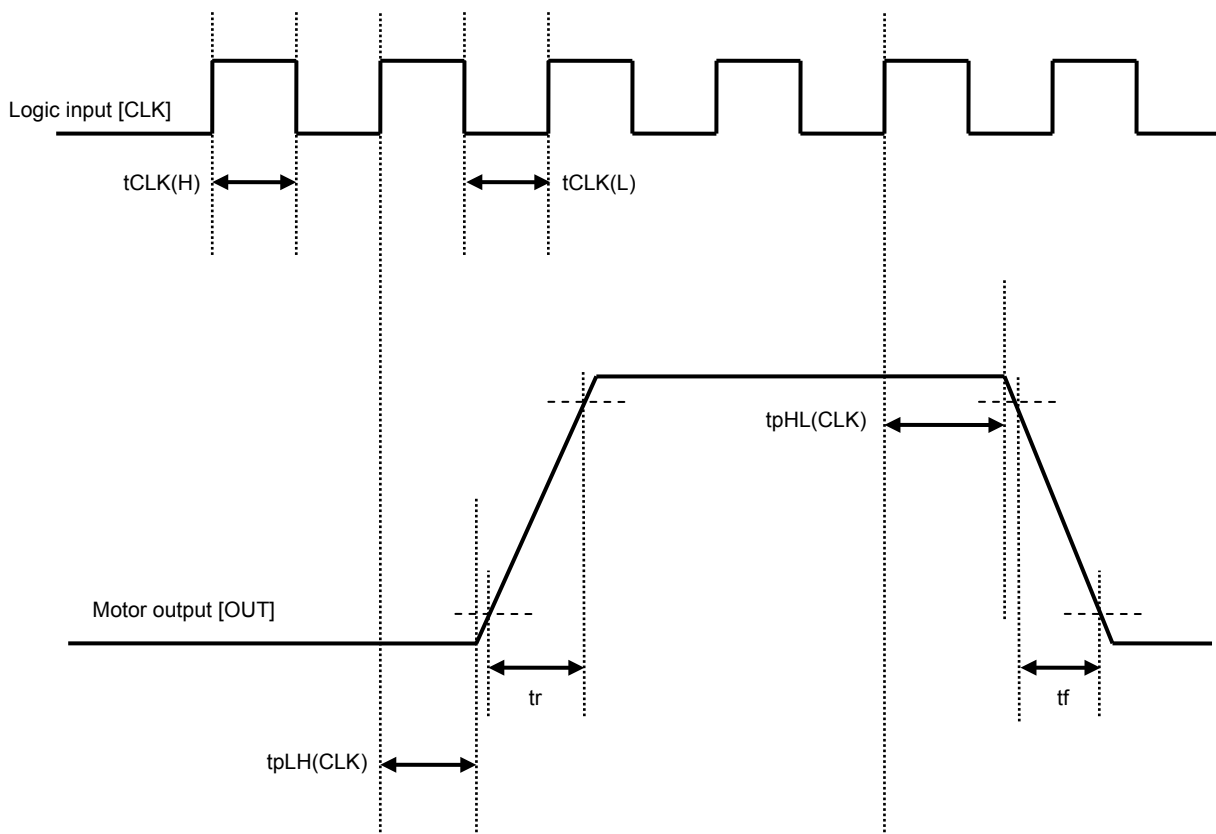 Logic input [CLK]
tCLK(H)
tCLK(L)
tpHL(CLK)
Motor output [OUT]
tr
tf
tpLH(CLK)